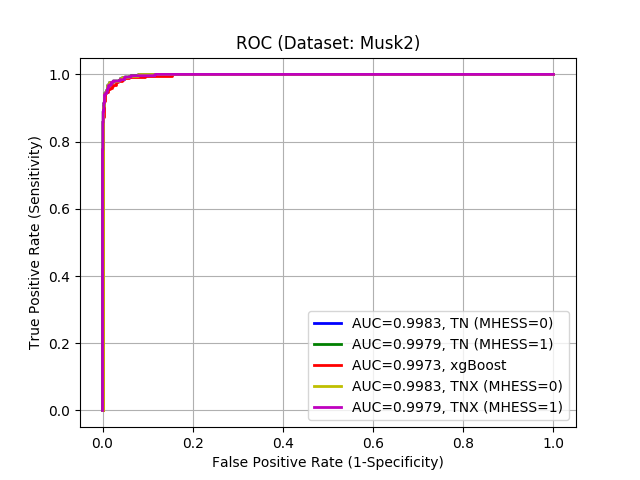 ROC (Dataset: Musk2)
True Positive Rate (Sensitivity)
1.0
0.8
0.6
0.4
0.2
0.0
AUC=0.9983, TN (MHESS=0)
AUC=0.9979, TN (MHESS=1)
AUC=0.9973, xgBoost
AUC=0.9983, TNX (MHESS=0)
AUC=0.9979, TNX (MHESS=1)
0.0 0.2 0.4 0.6 0.8 1.0
False Positive Rate (1-Specificity)